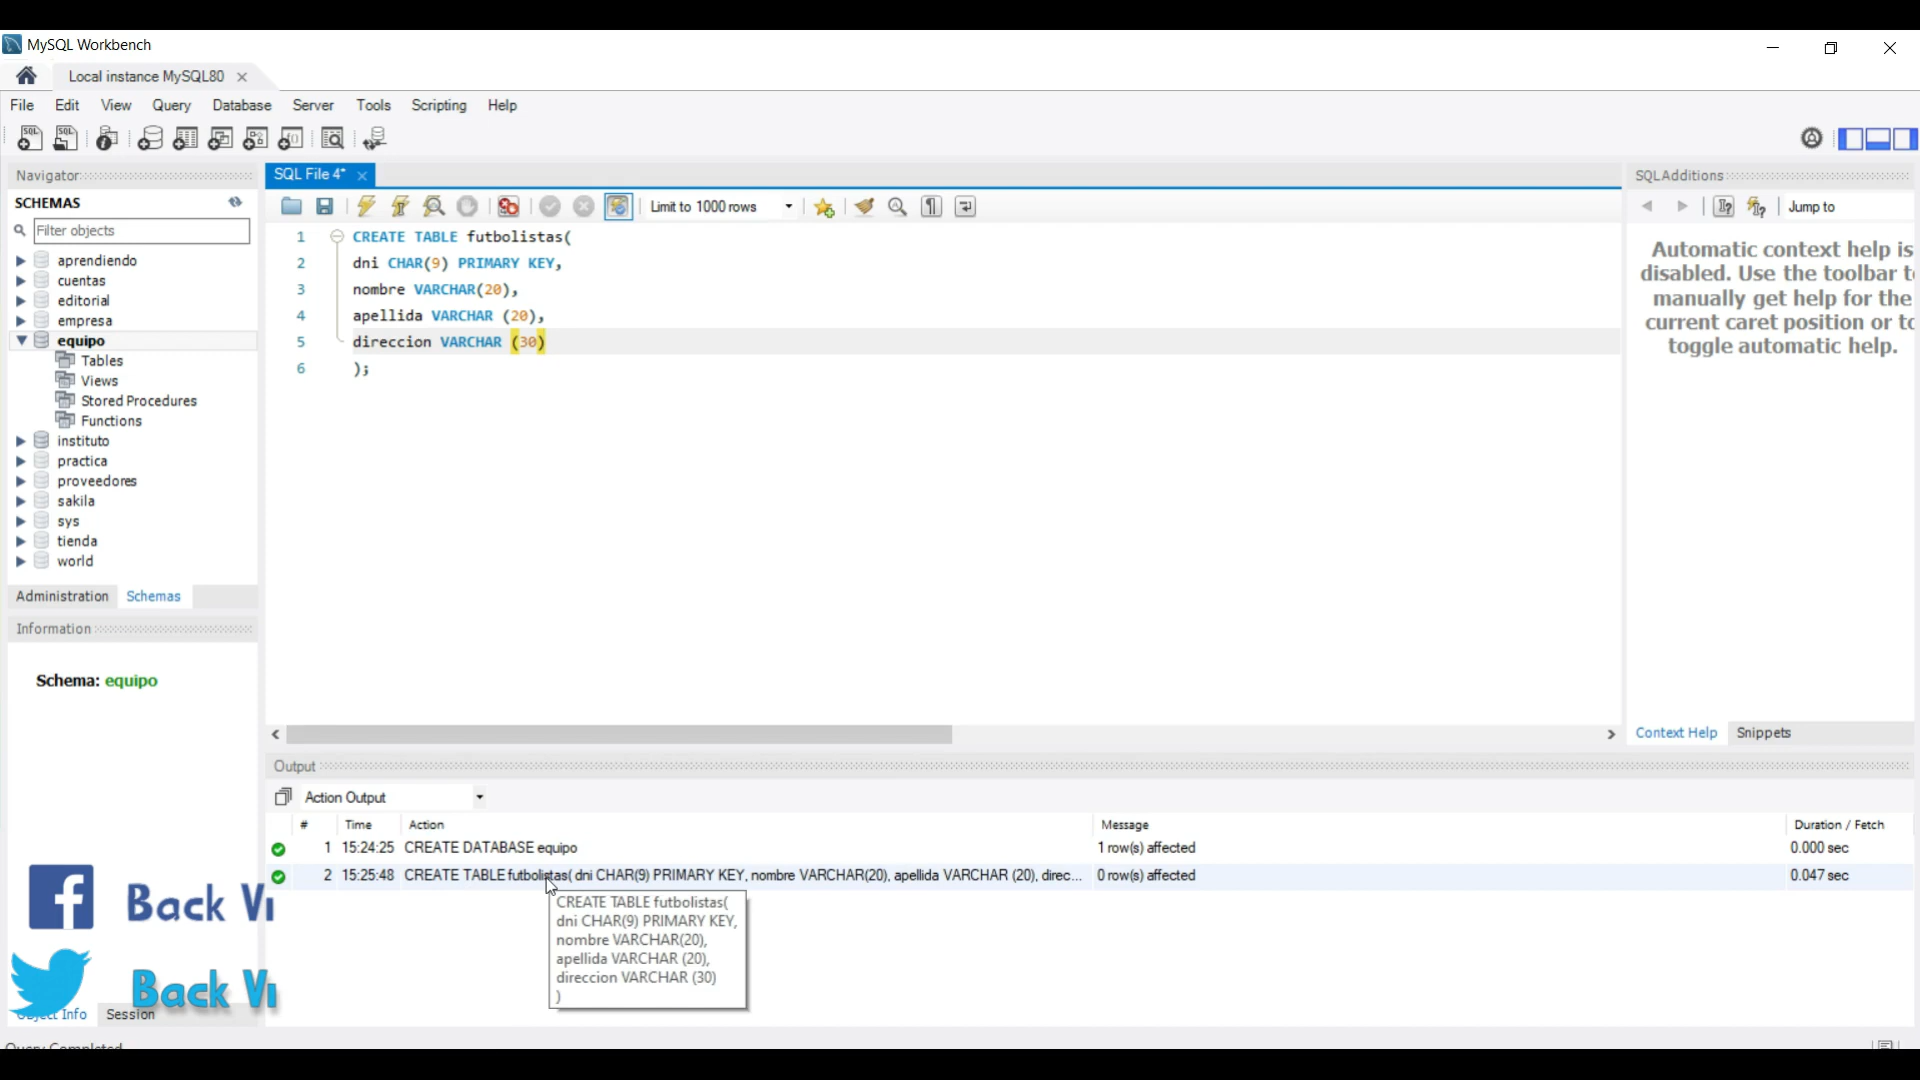 MySQL Workbench
Local instance MySQL80
File Edit View Query Database Server Tools Scripting Help
Navigator
SCHEMAS
Filter objects
aprendiendo
cuentas
editorial
empresa
equipo
Tables
Views
Stored Procedures
Functions
instituto
practica
proveedores
sakila
sys
tienda
world
Administration Schemas
Information
Schema: equipo
SQL File 4*
Limit to 1000 rows
1 CREATE TABLE futbolistas(
2 dni CHAR(9) PRIMARY KEY,
3 nombre VARCHAR(20),
4 apellida VARCHAR (20),
5 direccion VARCHAR (30)
6 );
SQLAdditions
Jump to
Automatic context help is
disabled. Use the toolbar t
manually get help for the
current caret position or to
toggle automatic help.
Context Help Snippets
Output
Action Output
# Time Action Message Duration / Fetch
1 15:24:25 CREATE DATABASE equipo 1 row(s) affected 0.000 sec
2 15:25:48 CREATE TABLE futbolistas( dni CHAR(9) PRIMARY KEY, nombre VARCHAR(20), apellida VARCHAR (20), direc... 0 row(s) affected 0.047 sec
CREATE TABLE futbolistas(
dni CHAR(9) PRIMARY KEY,
nombre VARCHAR(20),
apellida VARCHAR (20),
direccion VARCHAR (30)
)
Back Vi
Back Vi
Object Info Session
Query Completed